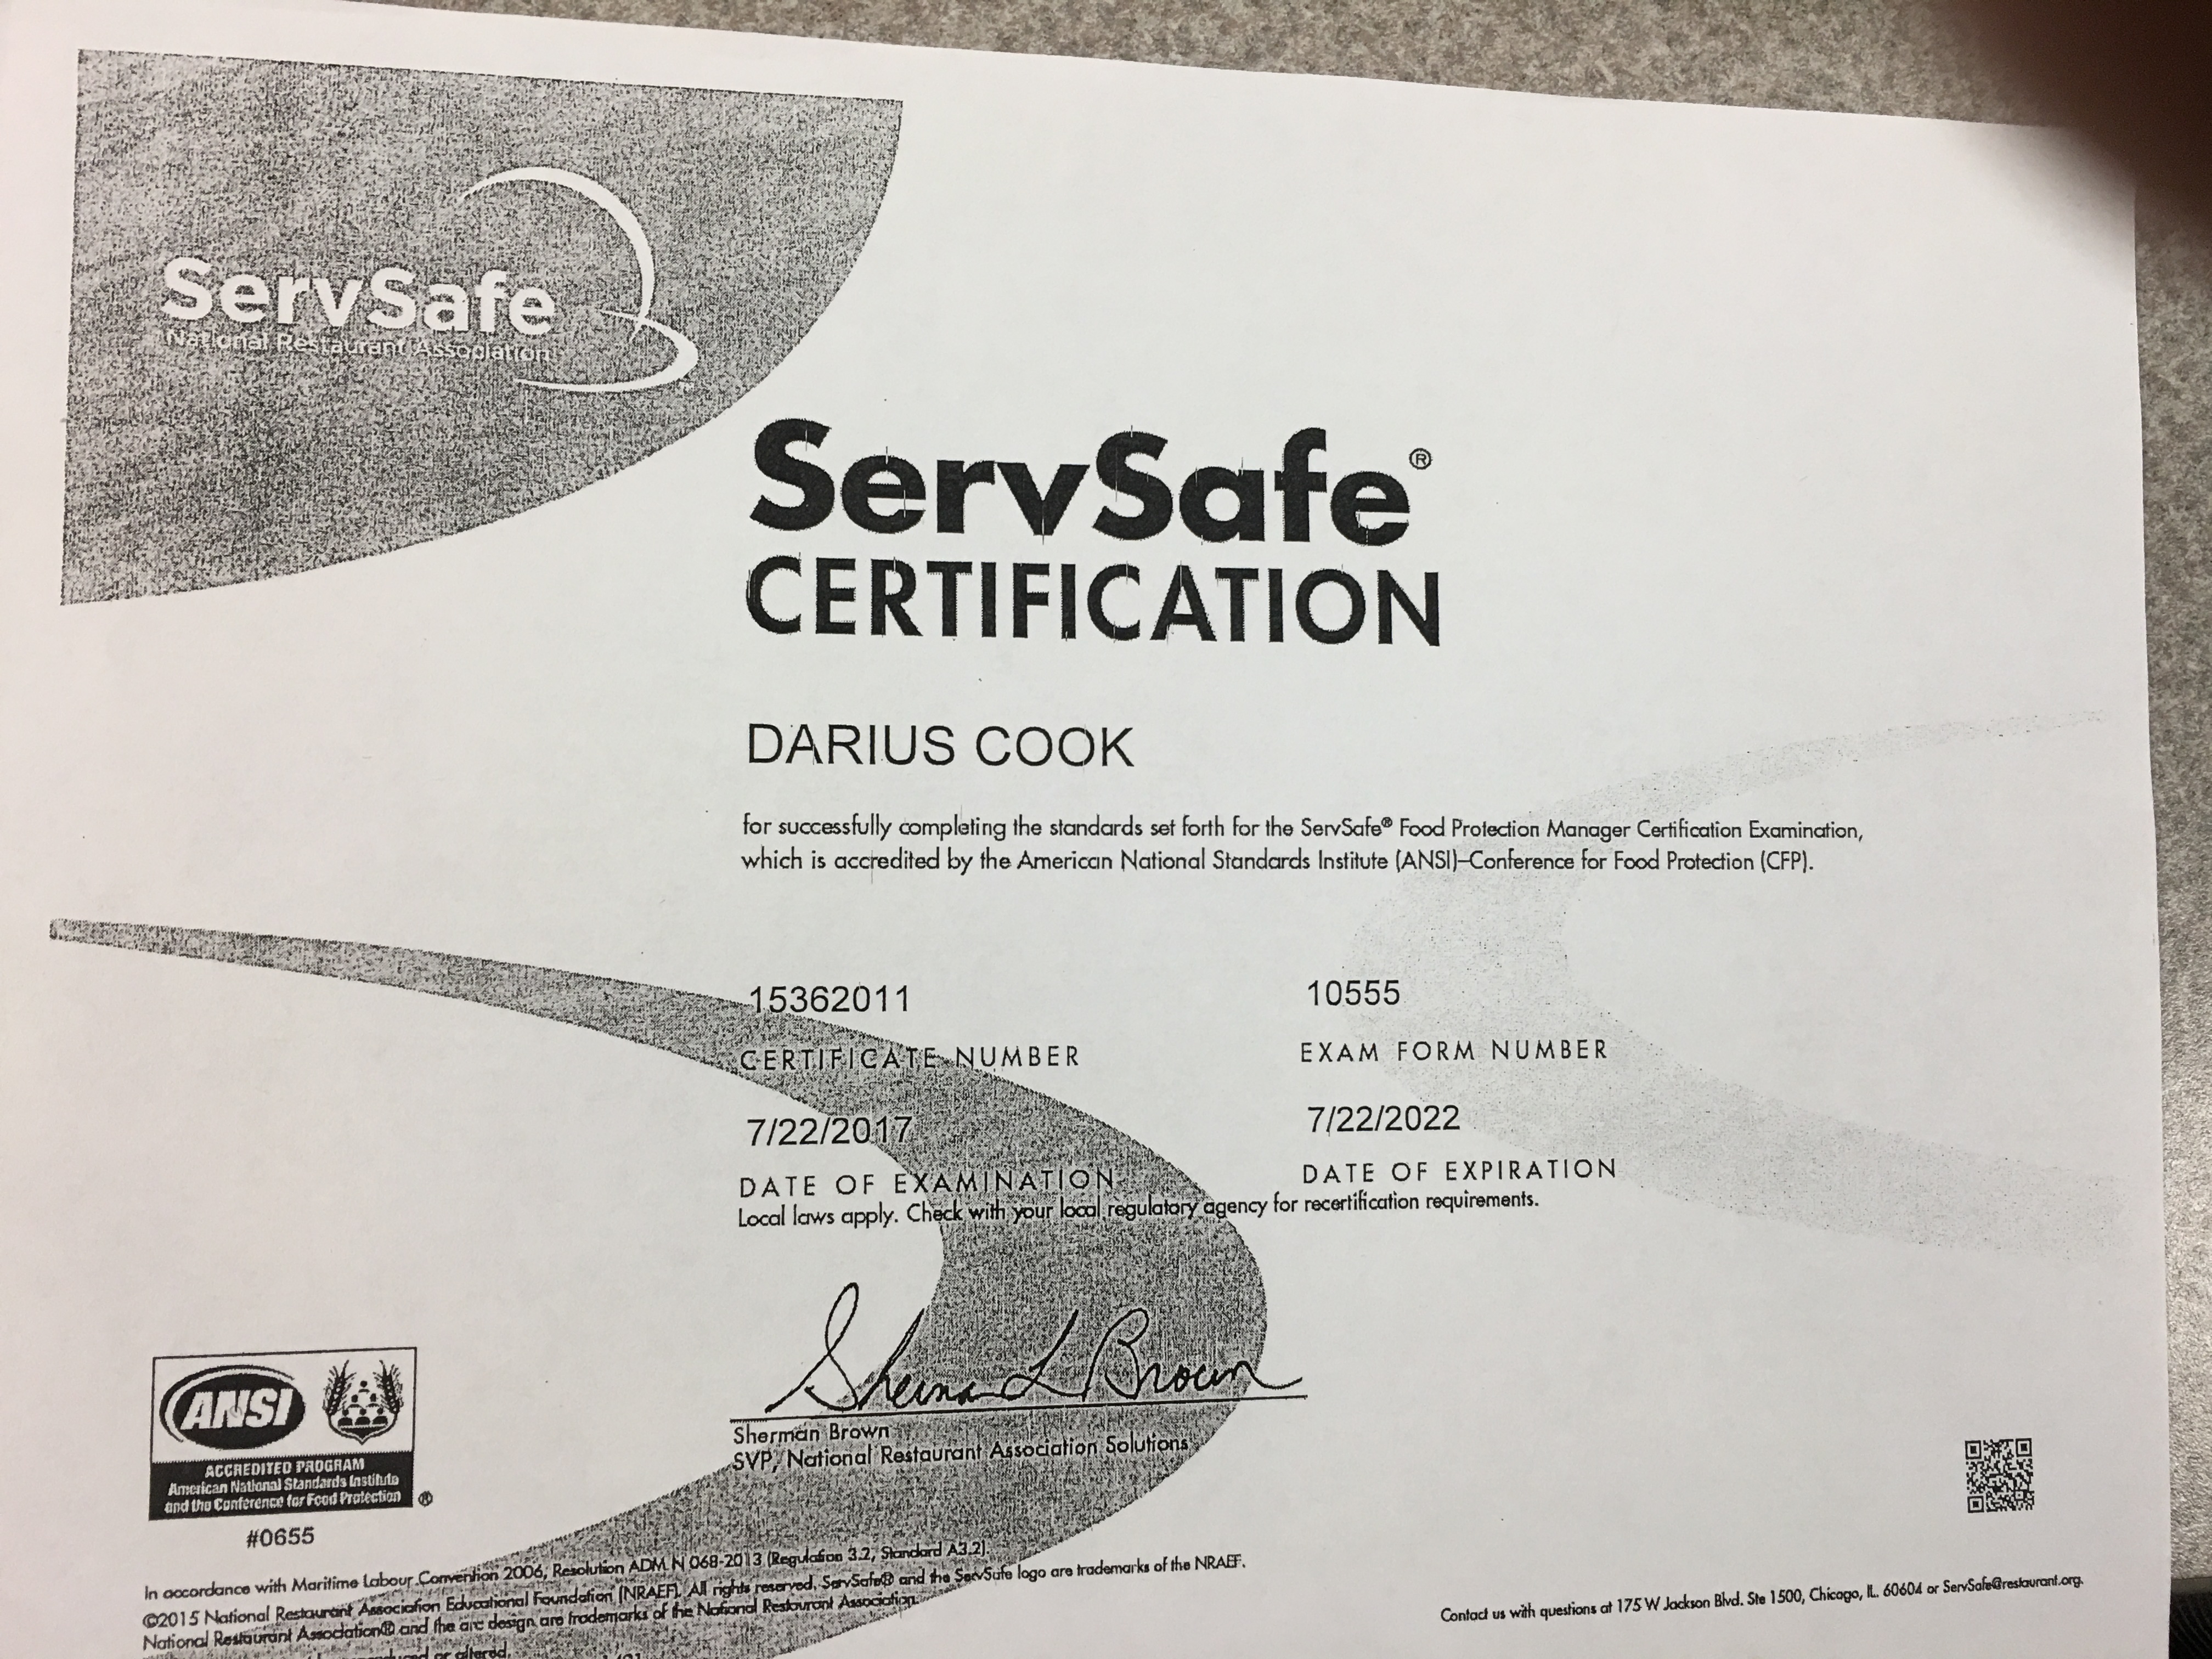 ServSafe
National Restaurant Association
ServSafe®
CERTIFICATION
DARIUS COOK
for successfully completing the standards set forth for the ServSafe® Food Protection Manager Certification Examination,
which is accredited by the American National Standards Institute (ANSI)–Conference for Food Protection (CFP).
15362011
CERTIFICATE NUMBER
10555
EXAM FORM NUMBER
7/22/2017
DATE OF EXAMINATION
7/22/2022
DATE OF EXPIRATION
Local laws apply. Check with your local regulatory agency for recertification requirements.
Sherman Brown
SVP, National Restaurant Association Solutions
ANSI
ACCREDITED PROGRAM
American National Standards Institute
and the Conference for Food Protection ®
#0655
In accordance with Maritime Labour Convention 2006, Resolution ADM N 068-2013 (Regulation 3.2, Standard A3.2).
©2015 National Restaurant Association Educational Foundation (NRAEF). All rights reserved. ServSafe® and the ServSafe logo are trademarks of the NRAEF.
National Restaurant Association® and the arc design are trademarks of the National Restaurant Association.
or altered.
Contact us with questions at 175 W Jackson Blvd. Ste 1500, Chicago, IL. 60604 or ServSafe@restaurant.org.